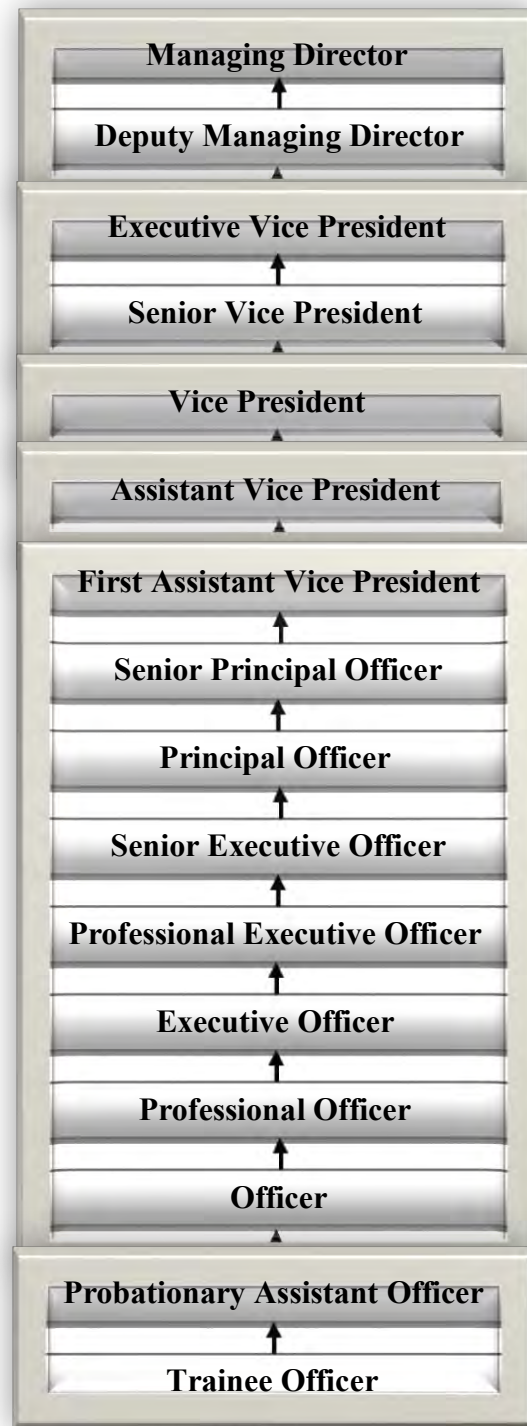 Managing Director
Deputy Managing Director
Executive Vice President
Senior Vice President
Vice President
Assistant Vice President
First Assistant Vice President
Senior Principal Officer
Principal Officer
Senior Executive Officer
Professional Executive Officer
Executive Officer
Professional Officer
Officer
Probationary Assistant Officer
Trainee Officer